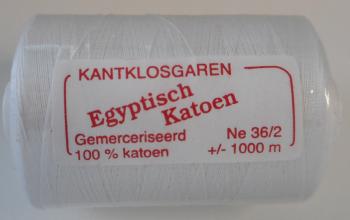 KANTKLOSGAREN
Egyptisch
Katoen
Gemerceriseerd Ne 36/2
100 % katoen +/- 1000 m